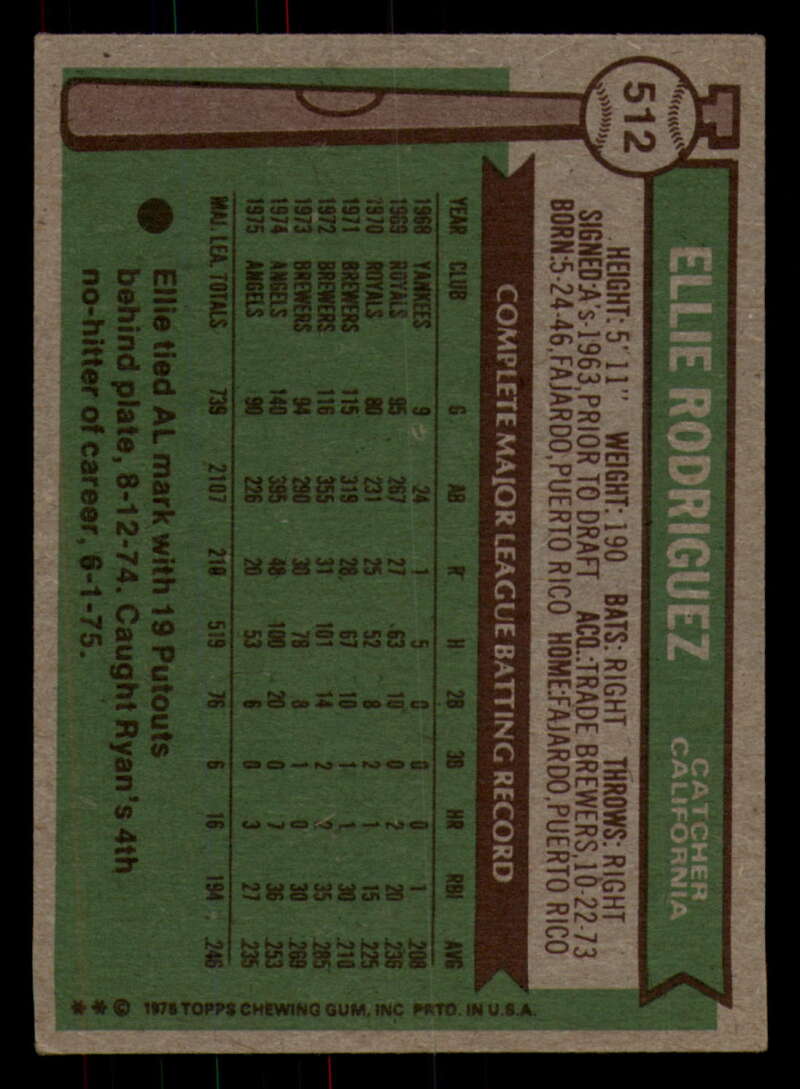 512
ELLIE RODRIGUEZ
CATCHER
CALIFORNIA
HEIGHT: 5'11" WEIGHT: 190 BATS: RIGHT THROWS: RIGHT
SIGNED:A's-1963,PRIOR TO DRAFT ACQ.:TRADE BREWERS,10-22-73
BORN:5-24-46,FAJARDO,PUERTO RICO HOME:FAJARDO,PUERTO RICO
COMPLETE MAJOR LEAGUE BATTING RECORD
YEAR CLUB G AB R H 2B 3B HR RBI AVG
1968 YANKEES 9 24 1 5 0 0 0 1 .208
1969 ROYALS 95 267 27 63 10 0 2 20 .236
1970 ROYALS 80 231 25 52 8 2 1 15 .225
1971 BREWERS 115 319 28 67 10 1 1 30 .210
1972 BREWERS 116 355 31 101 14 2 2 35 .285
1973 BREWERS 94 290 30 78 8 1 0 30 .269
1974 ANGELS 140 395 48 100 20 0 7 36 .253
1975 ANGELS 90 226 20 53 6 0 3 27 .235
MAJ. LEA. TOTALS 739 2107 210 519 76 6 16 194 .246
Ellie tied AL mark with 19 Putouts
behind plate, 8-12-74. Caught Ryan's 4th
no-hitter of career, 6-1-75.
** © 1976 TOPPS CHEWING GUM, INC PRTD. IN U.S.A.